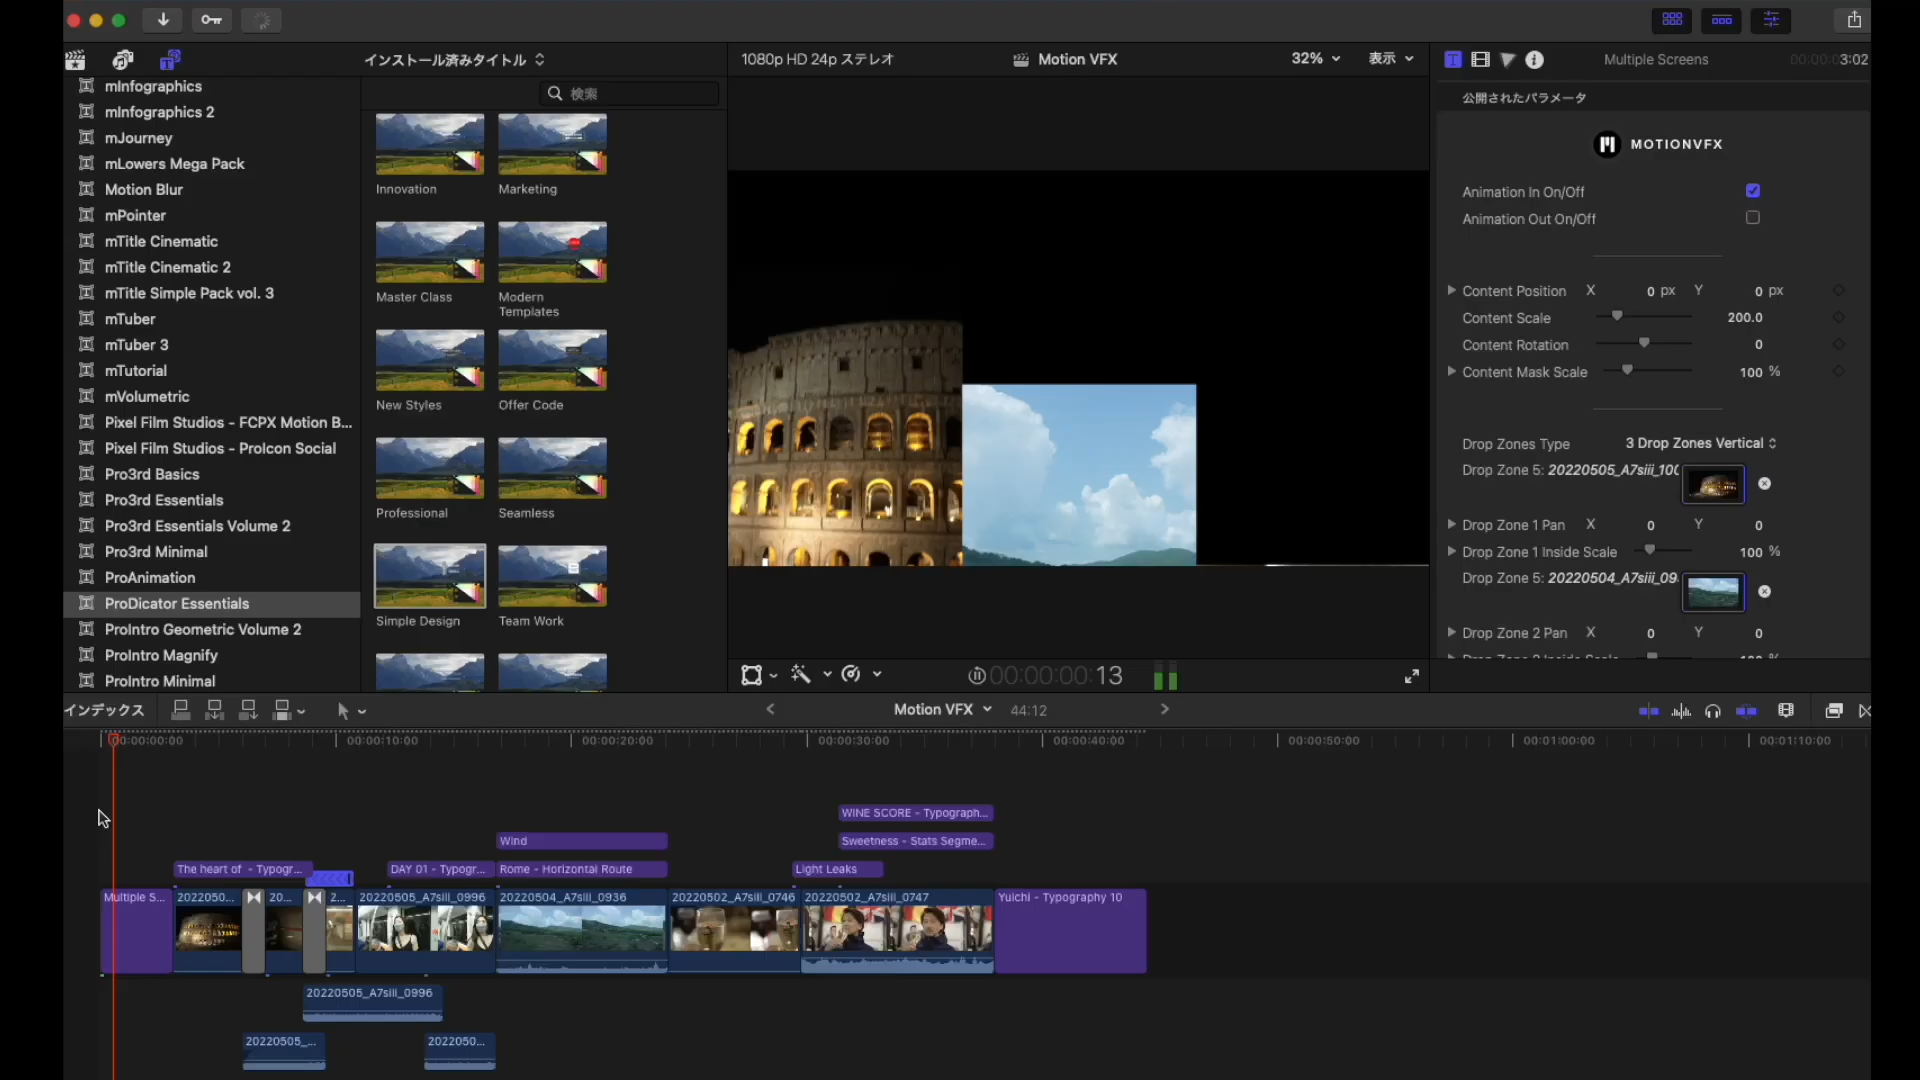 インストール済みタイトル
1080p HD 24p ステレオ
Motion VFX
32%
表示
Multiple Screens
00:00:03:02
mInfographics
mInfographics 2
mJourney
mLowers Mega Pack
Motion Blur
mPointer
mTitle Cinematic
mTitle Cinematic 2
mTitle Simple Pack vol. 3
mTuber
mTuber 3
mTutorial
mVolumetric
Pixel Film Studios - FCPX Motion B...
Pixel Film Studios - ProIcon Social
Pro3rd Basics
Pro3rd Essentials
Pro3rd Essentials Volume 2
Pro3rd Minimal
ProAnimation
ProDicator Essentials
ProIntro Geometric Volume 2
ProIntro Magnify
ProIntro Minimal
検索
Innovation
Marketing
Master Class
Modern
Templates
New Styles
Offer Code
Professional
Seamless
Simple Design
Team Work
00:00:00:13
公開されたパラメータ
MOTIONVFX
Animation In On/Off
Animation Out On/Off
Content Position X 0 px Y 0 px
Content Scale 200.0
Content Rotation 0
Content Mask Scale 100 %
Drop Zones Type 3 Drop Zones Vertical
Drop Zone 5: 20220505_A7siii_100
Drop Zone 1 Pan X 0 Y 0
Drop Zone 1 Inside Scale 100 %
Drop Zone 5: 20220504_A7siii_09
Drop Zone 2 Pan X 0 Y 0
Drop Zone 2 Inside Scale 100 %
インデックス
Motion VFX
44:12
00:00:00:00
00:00:10:00
00:00:20:00
00:00:30:00
00:00:40:00
00:00:50:00
00:01:00:00
00:01:10:00
WINE SCORE - Typograph...
Wind
Sweetness - Stats Segme...
The heart of - Typogr...
DAY 01 - Typogr...
Rome - Horizontal Route
Light Leaks
Multiple S...
2022050...
20...
2...
20220505_A7siii_0996
20220504_A7siii_0936
20220502_A7siii_0746
20220502_A7siii_0747
Yuichi - Typography 10
20220505_A7siii_0996
20220505_...
2022050...